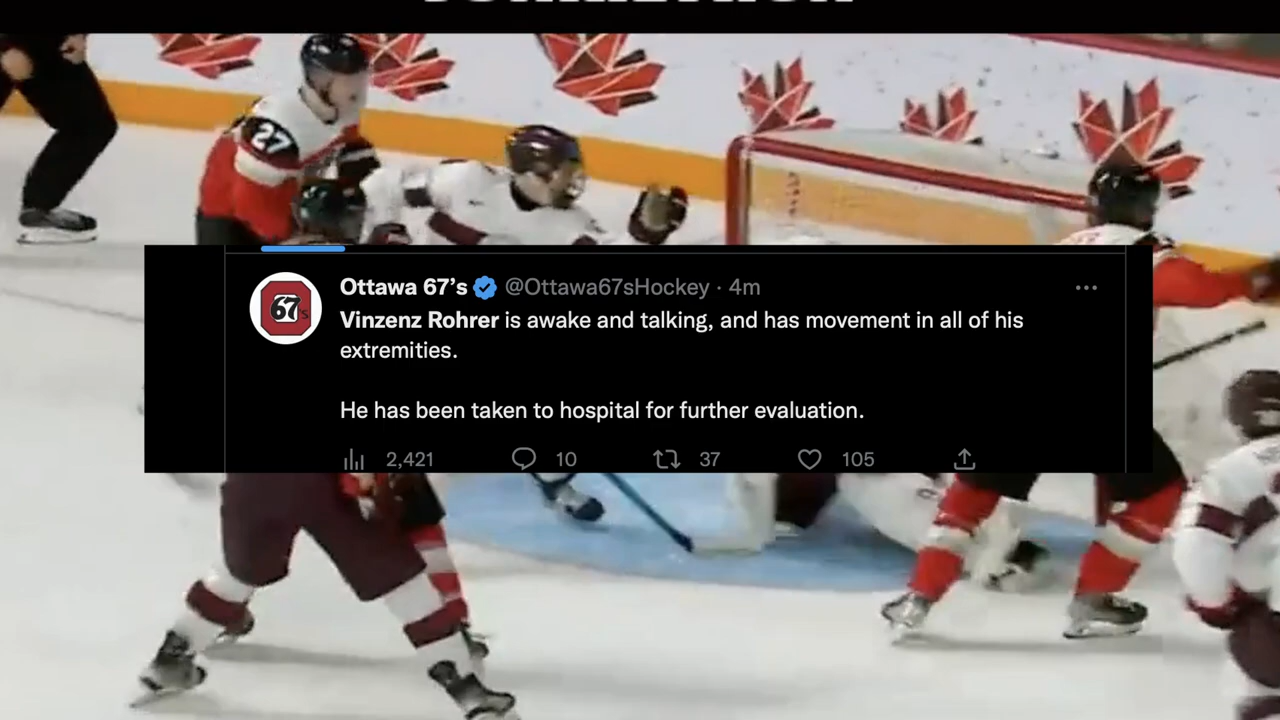 27
Ottawa 67's @Ottawa67sHockey · 4m
67's
Vinzenz Rohrer is awake and talking, and has movement in all of his
extremities.
He has been taken to hospital for further evaluation.
2,421 10 37 105